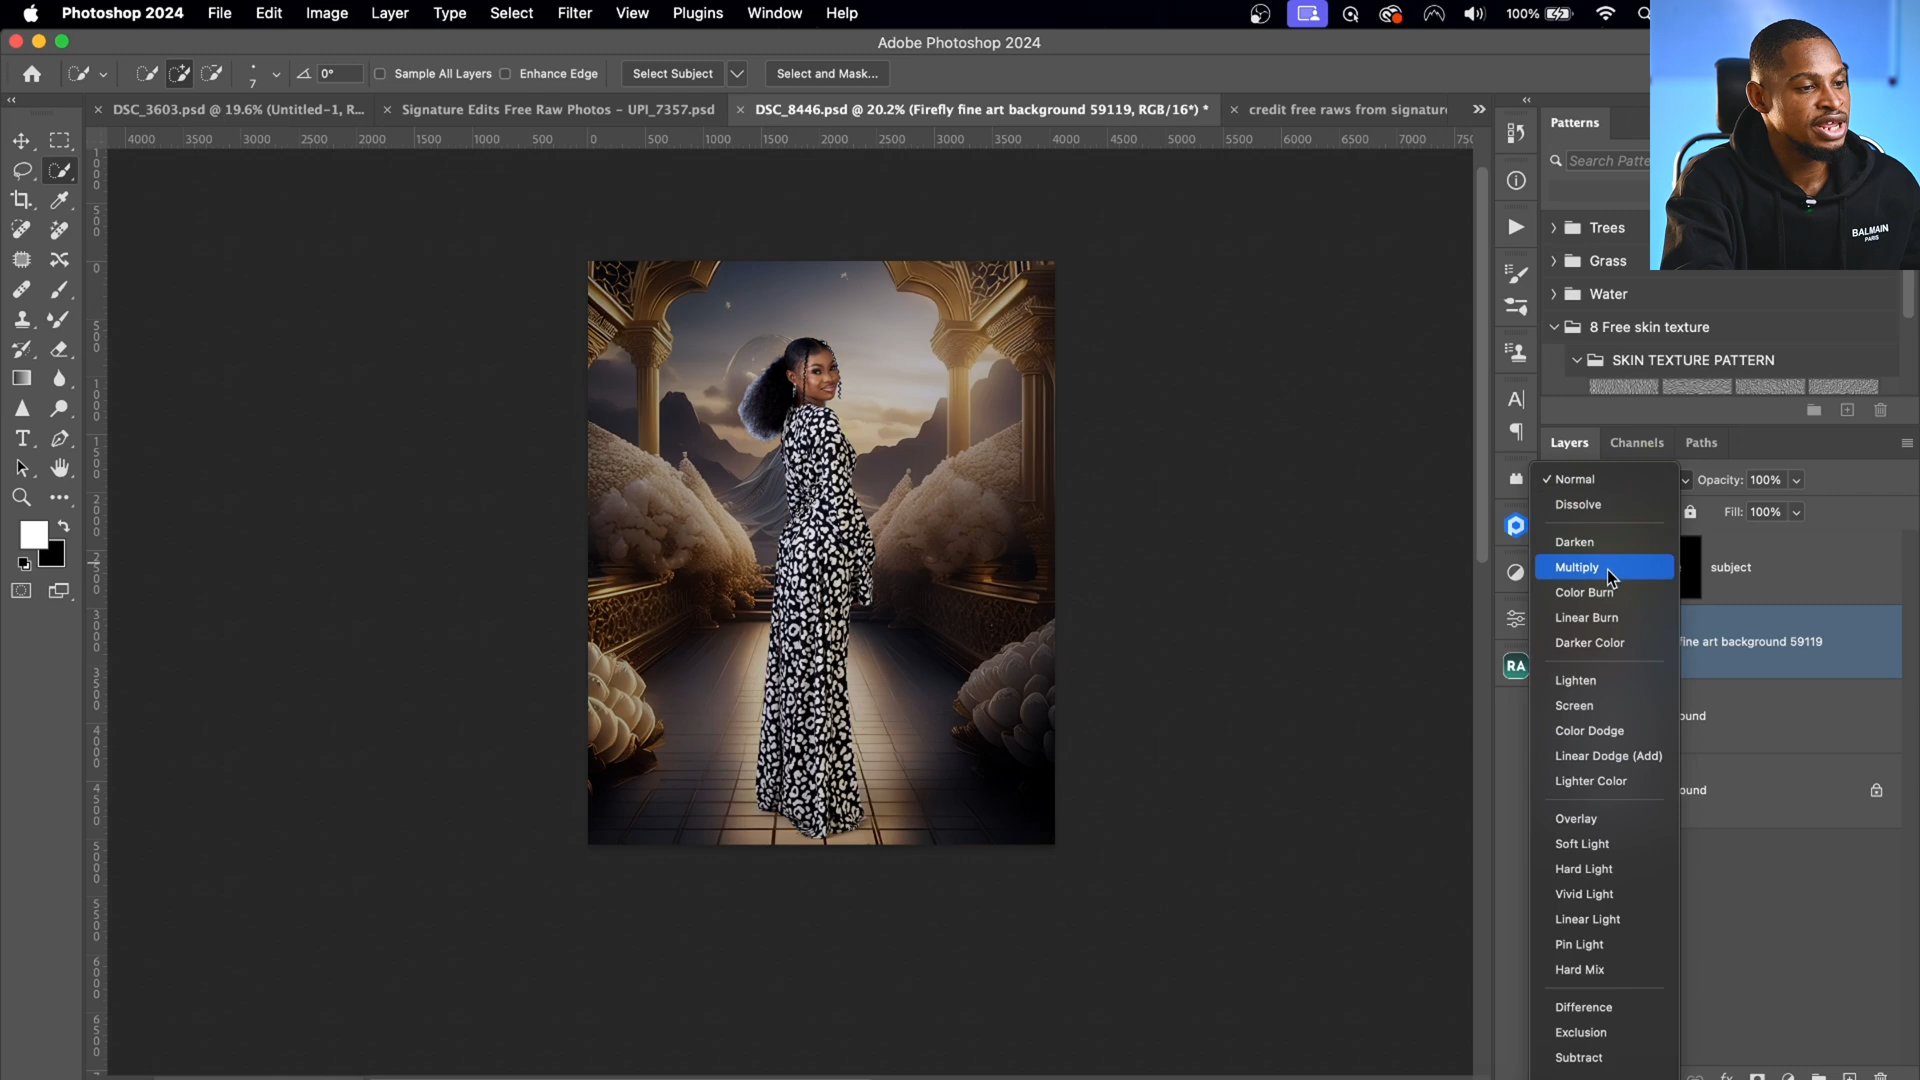 Photoshop 2024 File Edit Image Layer Type Select Filter View Plugins Window Help 100%
Adobe Photoshop 2024
7 0° Sample All Layers Enhance Edge Select Subject Select and Mask...
DSC_3603.psd @ 19.6% (Untitled-1, R... Signature Edits Free Raw Photos - UPI_7357.psd DSC_8446.psd @ 20.2% (Firefly fine art background 59119, RGB/16*) * credit free raws from signature
4000 3500 3000 2500 2000 1500 1000 500 0 500 1000 1500 2000 2500 3000 3500 4000 4500 5000 5500 6000 6500 7000
Patterns
Search Patte
Trees
Grass
Water
8 Free skin texture
SKIN TEXTURE PATTERN
BALMAIN
PARIS
Layers Channels Paths
Opacity: 100%
Fill: 100%
subject
fine art background 59119
ound
ound
Normal
Dissolve
Darken
Multiply
Color Burn
Linear Burn
Darker Color
Lighten
Screen
Color Dodge
Linear Dodge (Add)
Lighter Color
Overlay
Soft Light
Hard Light
Vivid Light
Linear Light
Pin Light
Hard Mix
Difference
Exclusion
Subtract
RA